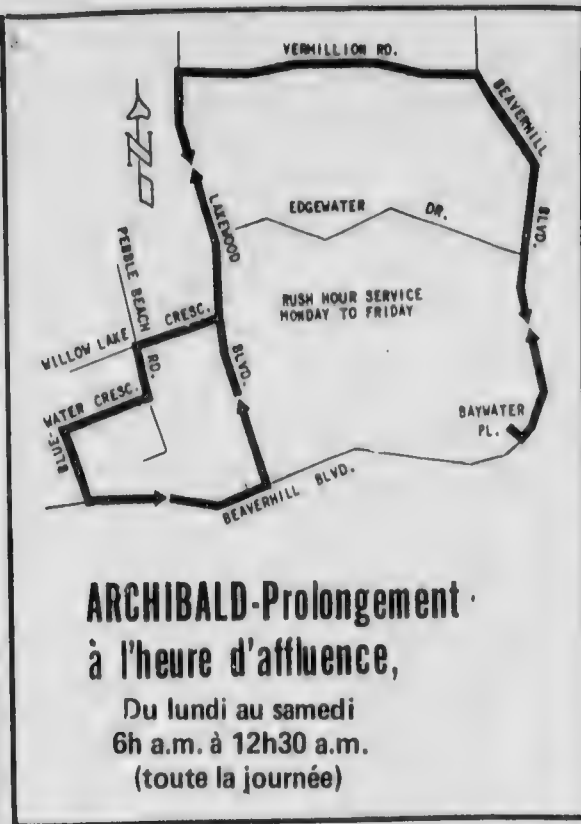 VERMILLION RD.
BEAVERHILL
BLVD.
N
LAKEWOOD
BLVD.
EDGEWATER DR.
PEBBLE BEACH
RD.
RUSH HOUR SERVICE
MONDAY TO FRIDAY
WILLOW LAKE CRESC.
BLUE-
WATER CRESC.
BAYWATER
PL.
BEAVERHILL BLVD.
ARCHIBALD-Prolongement
à l'heure d'affluence,
Du lundi au samedi
6h a.m. à 12h30 a.m.
(toute la journée)